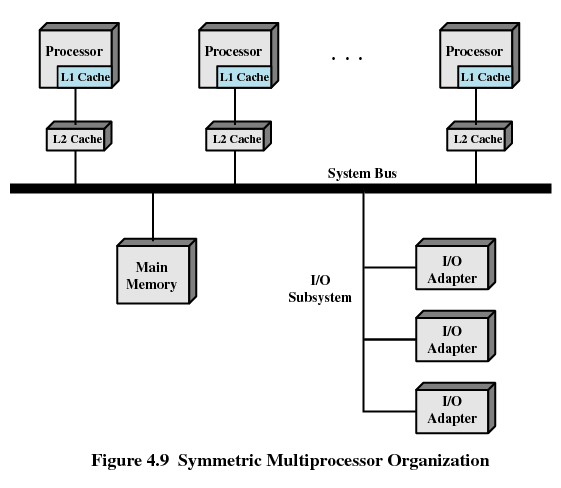 Processor
L1 Cache
Processor
L1 Cache
. . .
Processor
L1 Cache
L2 Cache
L2 Cache
L2 Cache
System Bus
Main
Memory
I/O
Subsystem
I/O
Adapter
I/O
Adapter
I/O
Adapter
Figure 4.9 Symmetric Multiprocessor Organization